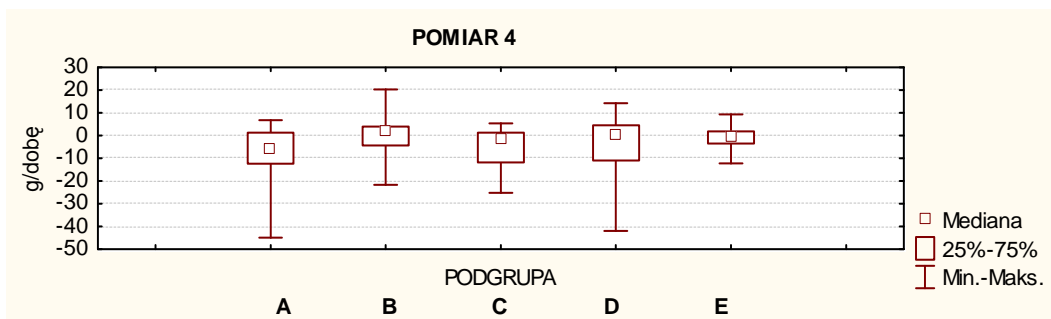 POMIAR 4
30
20
10
0
-10
-20
-30
-40
-50
g/dobę
PODGRUPA
A B C D E
Mediana
25%-75%
Min.-Maks.